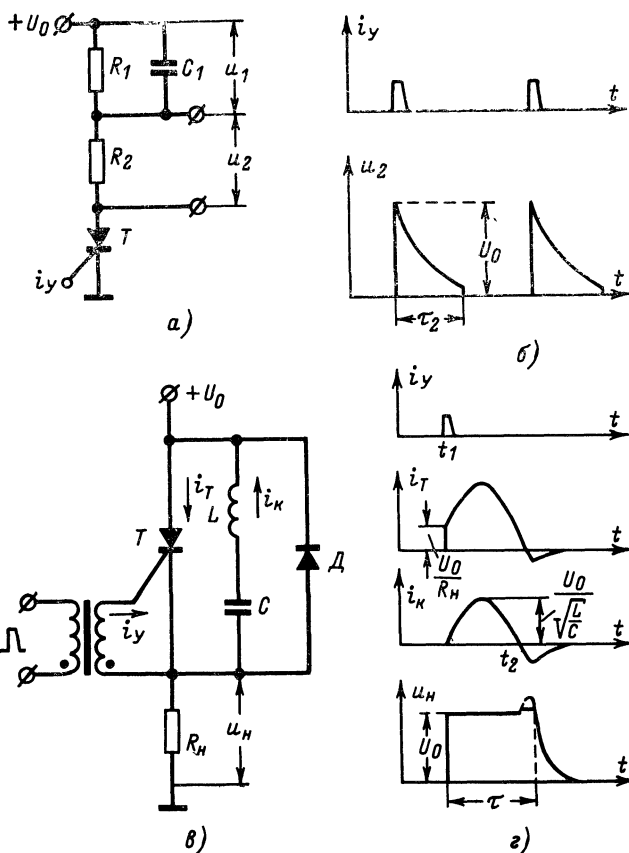 +U₀
R₁
C₁
u₁
R₂
u₂
T
iу
а)
iу
t
u₂
U₀
t
τ₂
б)
+U₀
iT
L
iк
T
Д
iу
C
Rн
uн
в)
iу
t
t₁
iT
t
U₀/Rн
iк
U₀/√(L/C)
t₂
t
uн
U₀
t
τ
г)